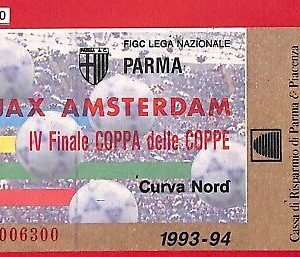 0
FIGC LEGA NAZIONALE
PARMA
JAX AMSTERDAM
IV Finale COPPA delle COPPE
Curva Nord
006300
1993-94
Cassa di Risparmio di Parma & Piacenza